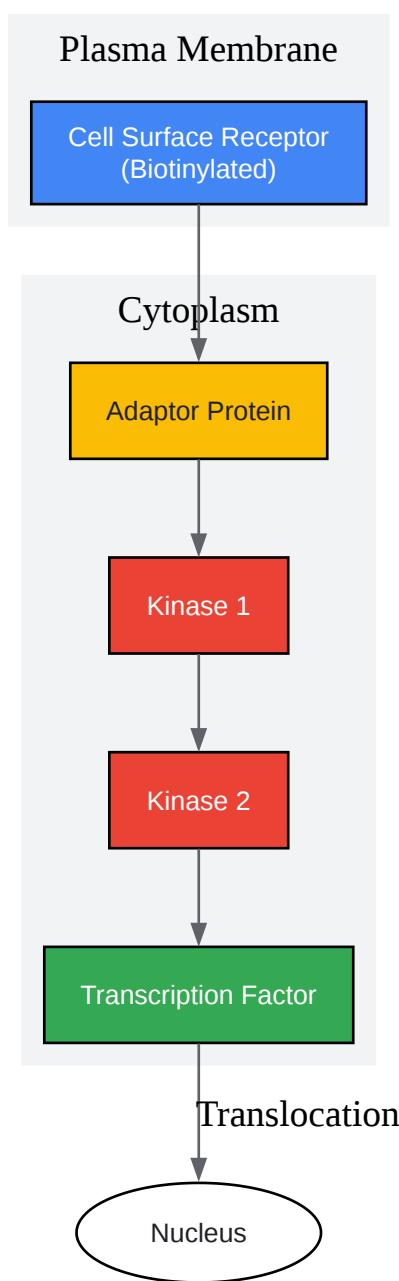 Plasma Membrane
Cell Surface Receptor
(Biotinylated)
Cytoplasm
Adaptor Protein
Kinase 1
Kinase 2
Transcription Factor
Translocation
Nucleus